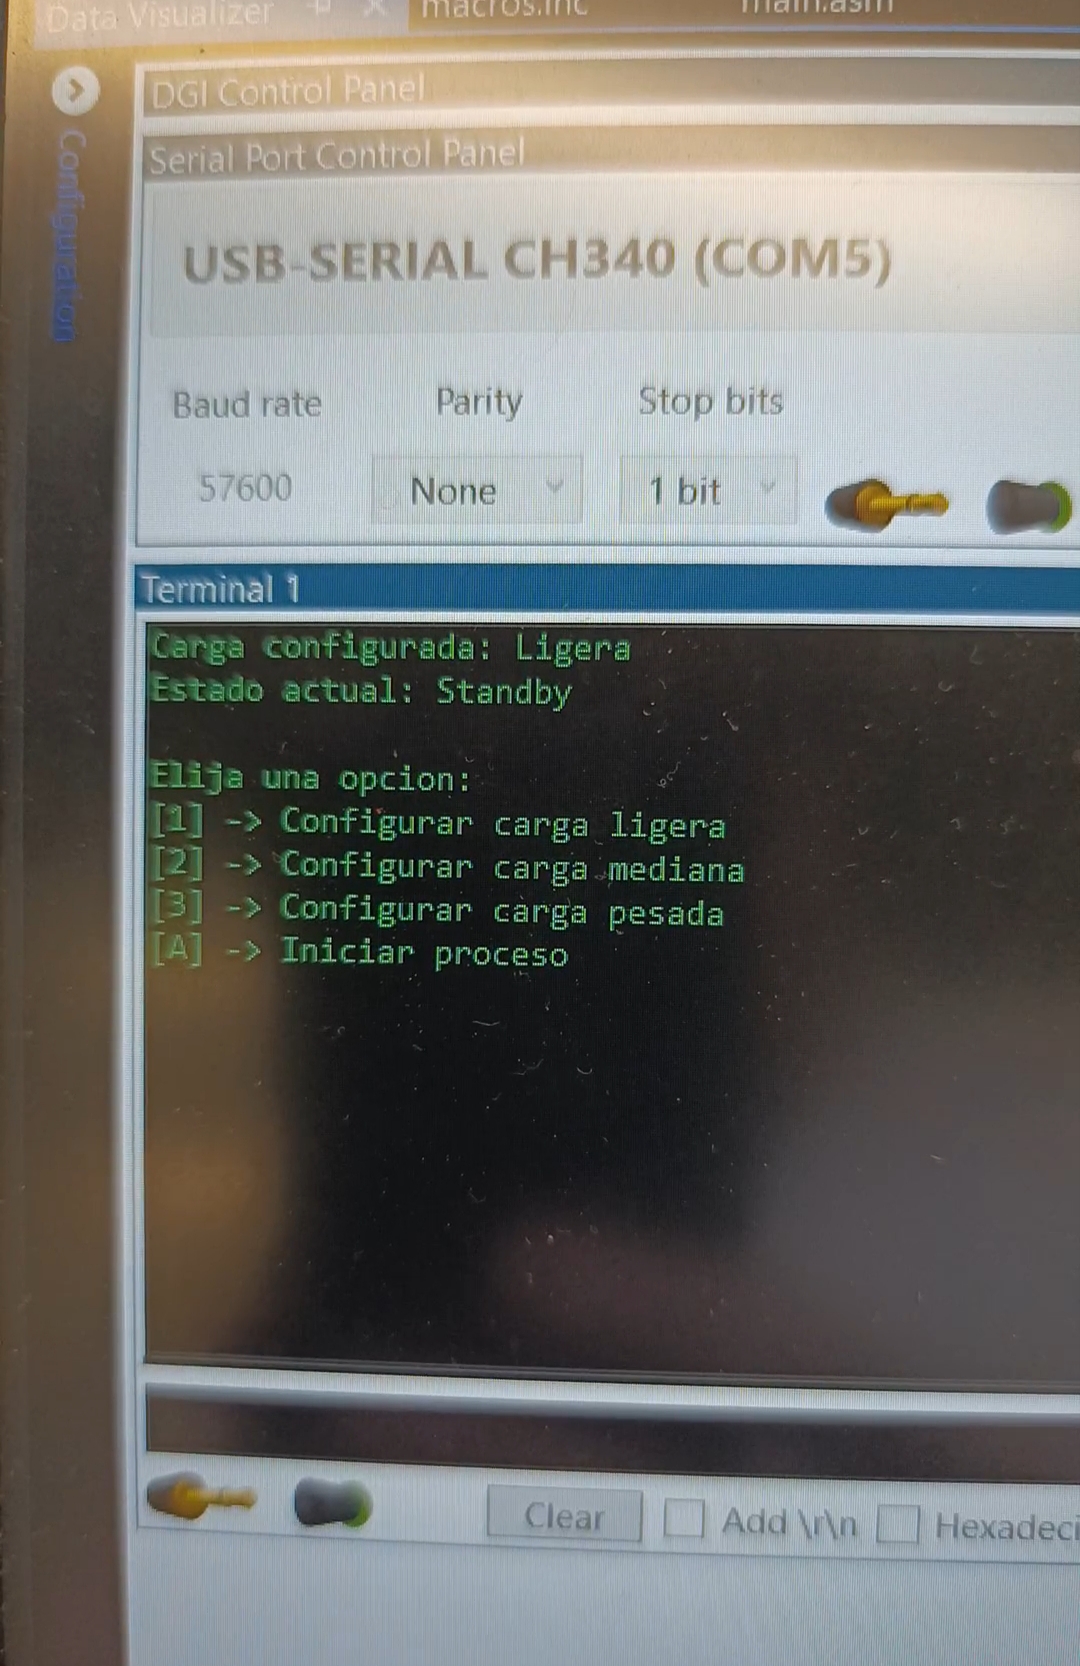 Data Visualizer macros.inc main.asm
Configuration
DGI Control Panel
Serial Port Control Panel
USB-SERIAL CH340 (COM5)
Baud rate Parity Stop bits
57600 None 1 bit
Terminal 1
Carga configurada: Ligera
Estado actual: Standby
Elija una opcion:
[1] -> Configurar carga ligera
[2] -> Configurar carga mediana
[3] -> Configurar carga pesada
[A] -> Iniciar proceso
Clear Add \r\n Hexadeci